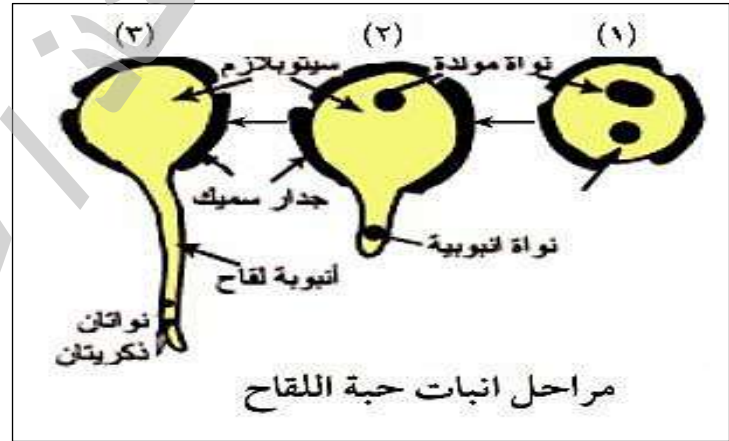 (١) (٢) (٣)
نواة مولدة
سيتوبلازم
جدار سميك
نواة انبوبية
أنبوبة لقاح
نواتان
ذكريتان
مراحل انبات حبة اللقاح